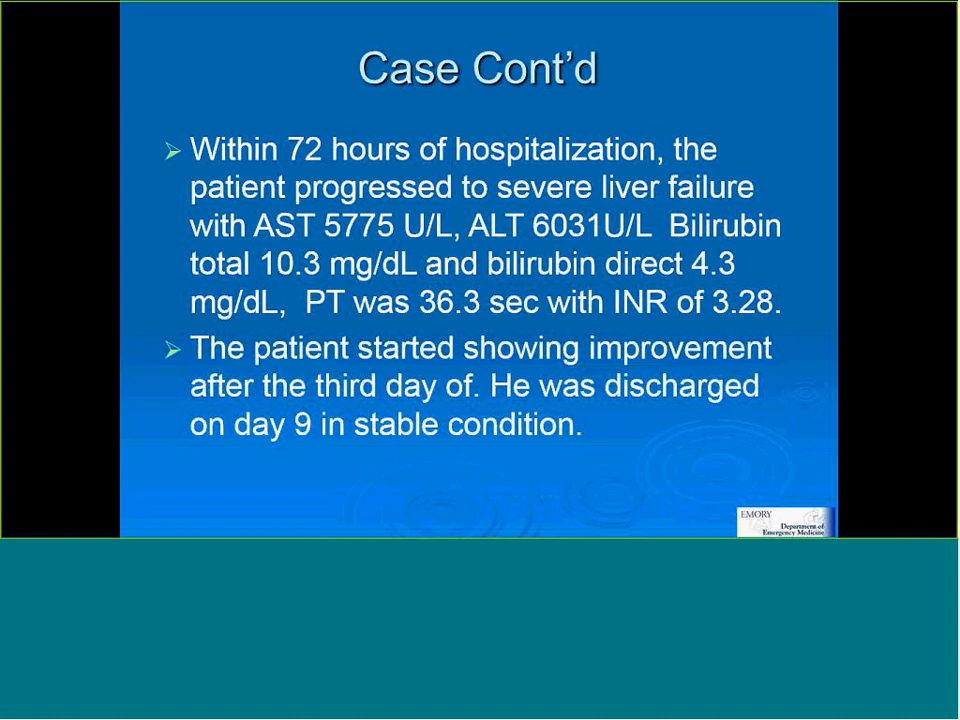 Case Cont’d
➢ Within 72 hours of hospitalization, the
patient progressed to severe liver failure
with AST 5775 U/L, ALT 6031U/L  Bilirubin
total 10.3 mg/dL and bilirubin direct 4.3
mg/dL,  PT was 36.3 sec with INR of 3.28.
➢ The patient started showing improvement
after the third day of. He was discharged
on day 9 in stable condition.
EMORY
Department of
Emergency Medicine